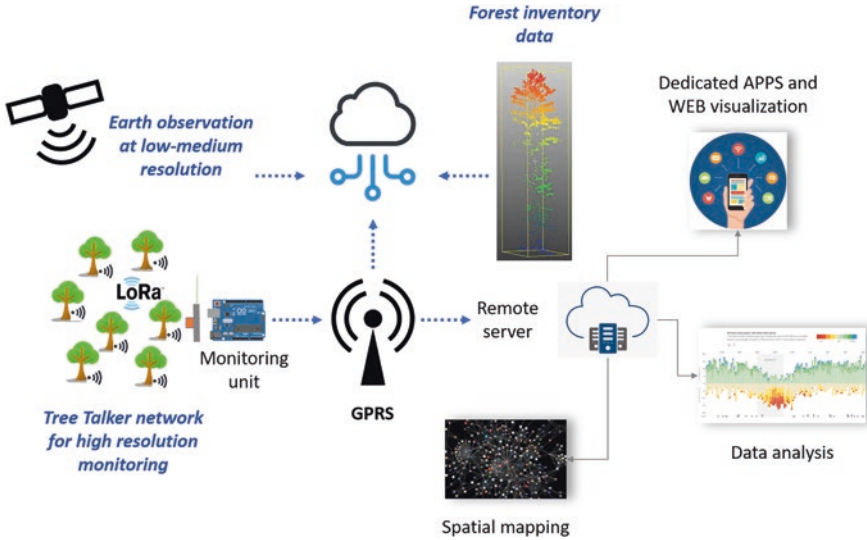 Forest inventory
data
Dedicated APPS and
WEB visualization
Earth observation
at low-medium
resolution
LoRa
Remote
server
Monitoring
unit
GPRS
Tree Talker network
for high resolution
monitoring
Data analysis
Spatial mapping